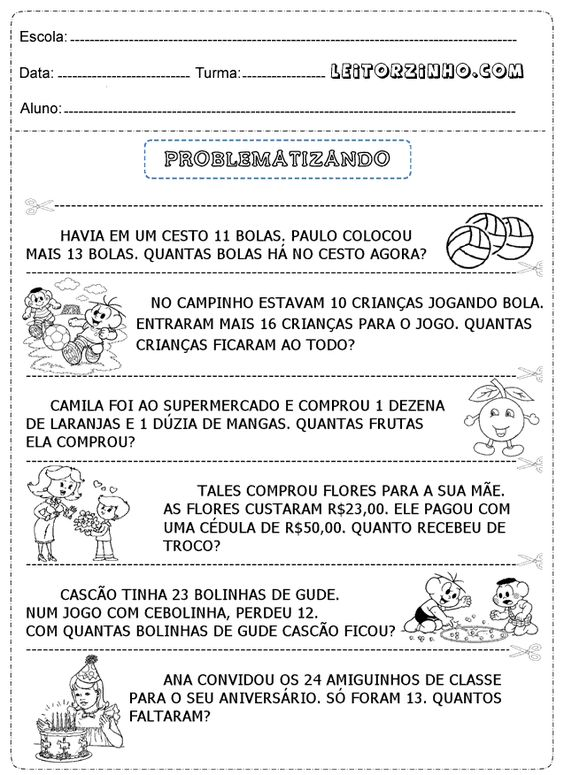 Escola:
Data: Turma: LEITORZINHO.COM
Aluno:
PROBLEMATIZANDO
HAVIA EM UM CESTO 11 BOLAS. PAULO COLOCOU
MAIS 13 BOLAS. QUANTAS BOLAS HÁ NO CESTO AGORA?
NO CAMPINHO ESTAVAM 10 CRIANÇAS JOGANDO BOLA.
ENTRARAM MAIS 16 CRIANÇAS PARA O JOGO. QUANTAS
CRIANÇAS FICARAM AO TODO?
CAMILA FOI AO SUPERMERCADO E COMPROU 1 DEZENA
DE LARANJAS E 1 DÚZIA DE MANGAS. QUANTAS FRUTAS
ELA COMPROU?
TALES COMPROU FLORES PARA A SUA MÃE.
AS FLORES CUSTARAM R$23,00. ELE PAGOU COM
UMA CÉDULA DE R$50,00. QUANTO RECEBEU DE
TROCO?
CASCÃO TINHA 23 BOLINHAS DE GUDE.
NUM JOGO COM CEBOLINHA, PERDEU 12.
COM QUANTAS BOLINHAS DE GUDE CASCÃO FICOU?
ANA CONVIDOU OS 24 AMIGUINHOS DE CLASSE
PARA O SEU ANIVERSÁRIO. SÓ FORAM 13. QUANTOS
FALTARAM?